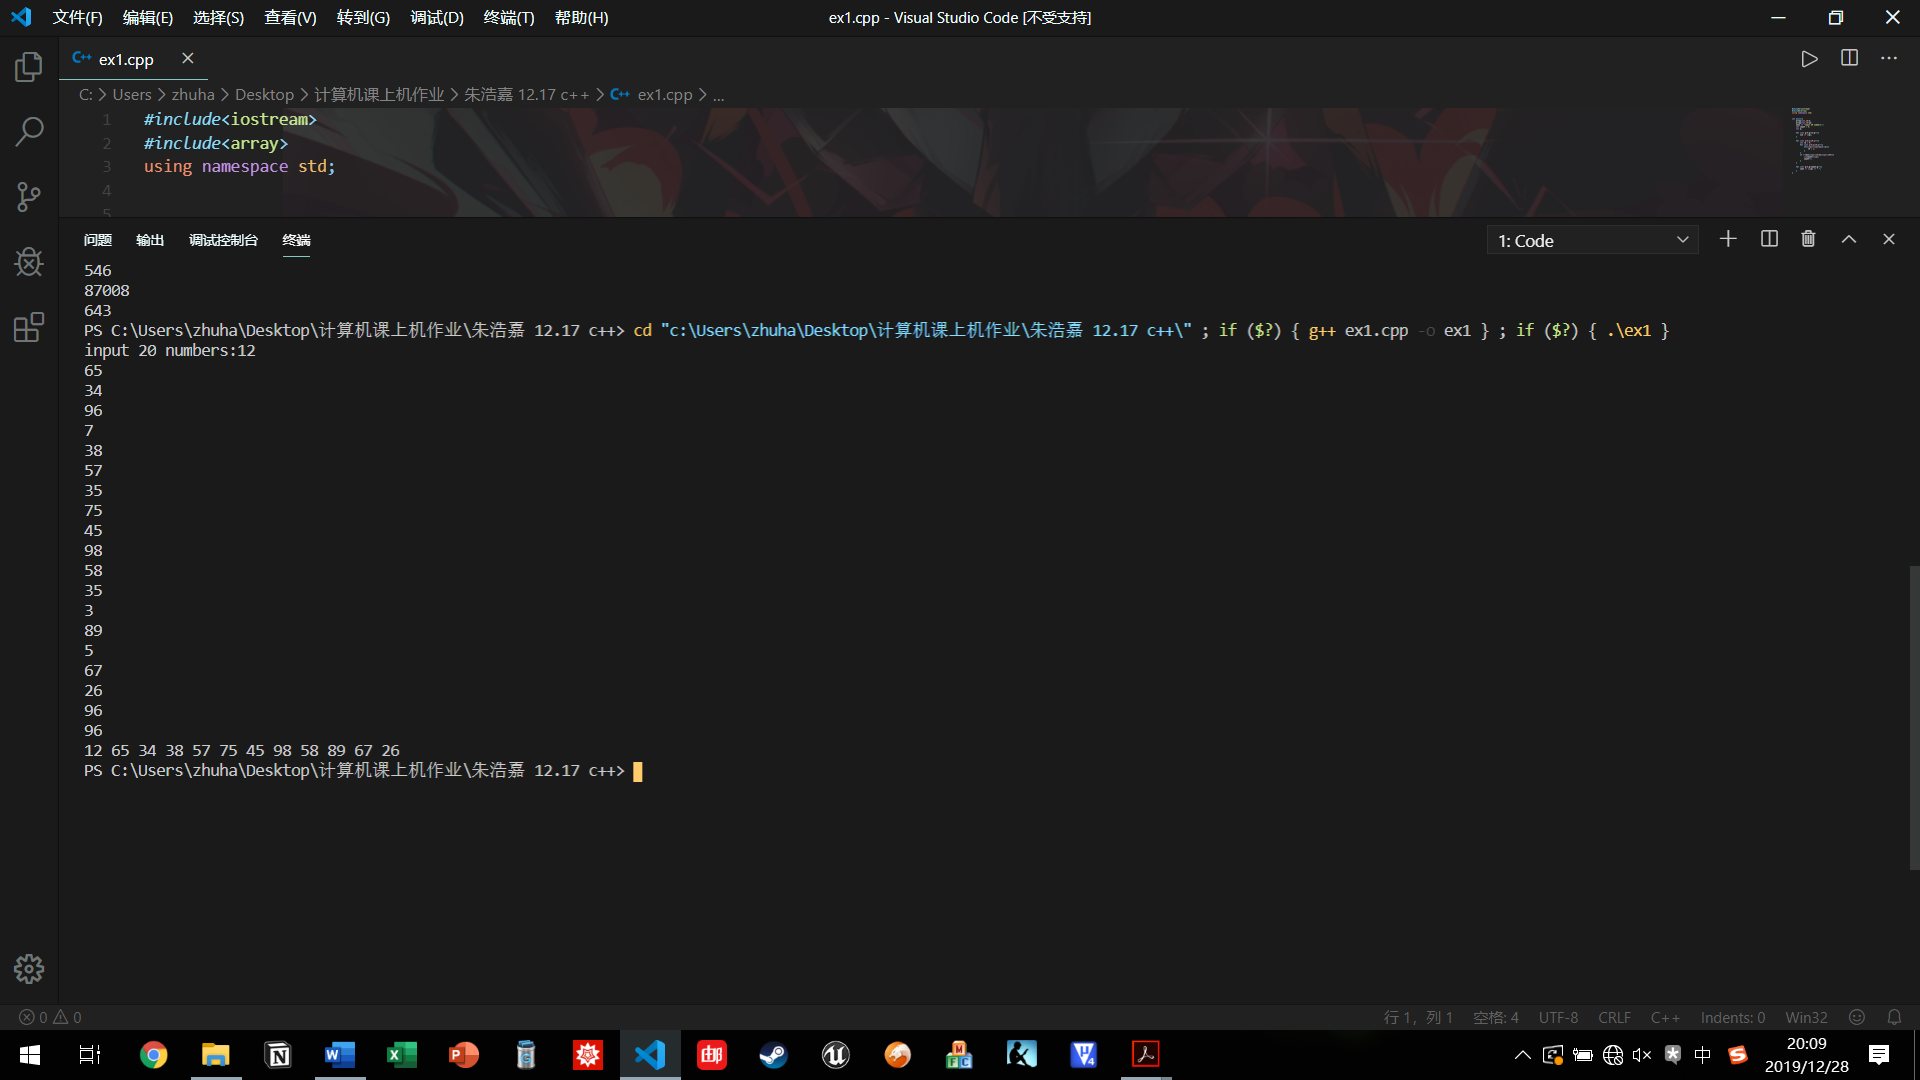 文件(F) 编辑(E) 选择(S) 查看(V) 转到(G) 调试(D) 终端(T) 帮助(H) ex1.cpp - Visual Studio Code [不受支持]
ex1.cpp
C: > Users > zhuha > Desktop > 计算机课上机作业 > 朱浩嘉 12.17 c++ > ex1.cpp > ...
1 #include<iostream>
2 #include<array>
3 using namespace std;
4
5
问题 输出 调试控制台 终端 1: Code
546
87008
643
PS C:\Users\zhuha\Desktop\计算机课上机作业\朱浩嘉 12.17 c++> cd "c:\Users\zhuha\Desktop\计算机课上机作业\朱浩嘉 12.17 c++\" ; if ($?) { g++ ex1.cpp -o ex1 } ; if ($?) { .\ex1 }
input 20 numbers:12
65
34
96
7
38
57
35
75
45
98
58
35
3
89
5
67
26
96
96
12 65 34 38 57 75 45 98 58 89 67 26
PS C:\Users\zhuha\Desktop\计算机课上机作业\朱浩嘉 12.17 c++>
0 0 行 1，列 1 空格: 4 UTF-8 CRLF C++ Indents: 0 Win32
中 20:09
2019/12/28